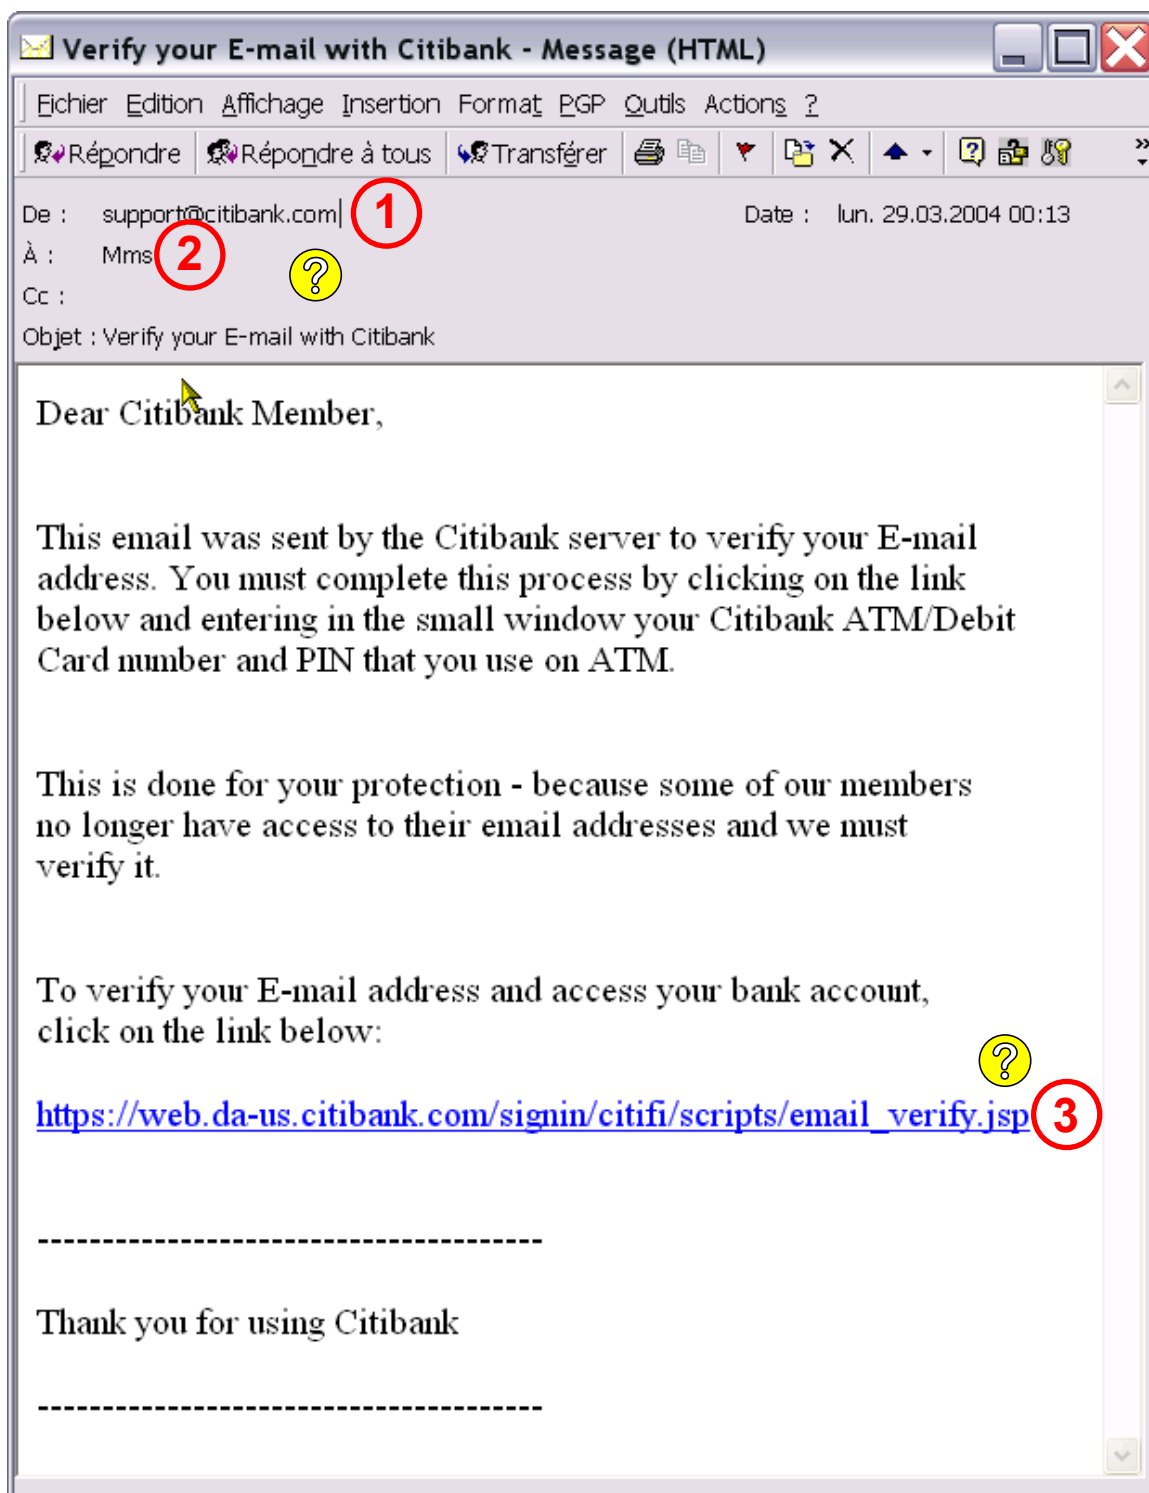 Verify your E-mail with Citibank - Message (HTML)
Fichier Edition Affichage Insertion Format PGP Outils Actions ?
Répondre Répondre à tous Transférer
De : support@citibank.com 1 Date : lun. 29.03.2004 00:13
À : Mms 2
?
Cc :
Objet : Verify your E-mail with Citibank
Dear Citibank Member,
This email was sent by the Citibank server to verify your E-mail
address. You must complete this process by clicking on the link
below and entering in the small window your Citibank ATM/Debit
Card number and PIN that you use on ATM.
This is done for your protection - because some of our members
no longer have access to their email addresses and we must
verify it.
To verify your E-mail address and access your bank account,
click on the link below:
?
https://web.da-us.citibank.com/signin/citifi/scripts/email_verify.jsp 3
---------------------------------------
Thank you for using Citibank
---------------------------------------